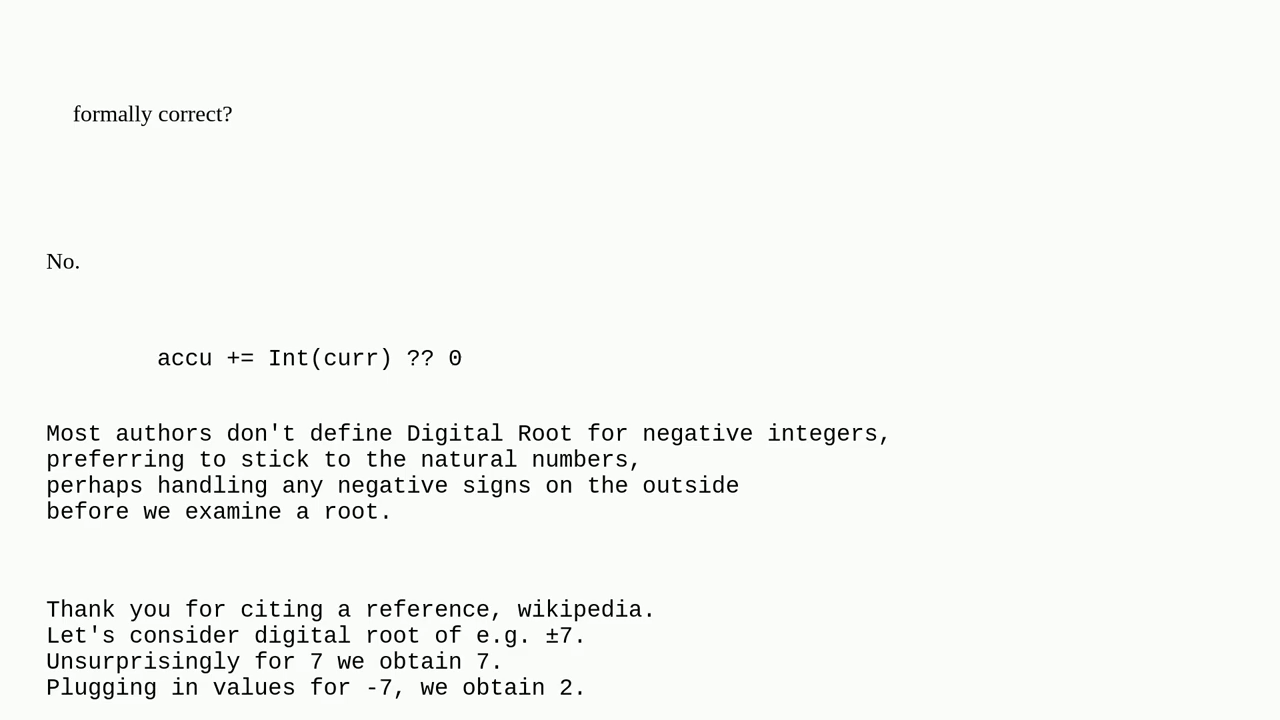 formally correct?
No.
accu += Int(curr) ?? 0
Most authors don't define Digital Root for negative integers,
preferring to stick to the natural numbers,
perhaps handling any negative signs on the outside
before we examine a root.
Thank you for citing a reference, wikipedia.
Let's consider digital root of e.g. ±7.
Unsurprisingly for 7 we obtain 7.
Plugging in values for -7, we obtain 2.